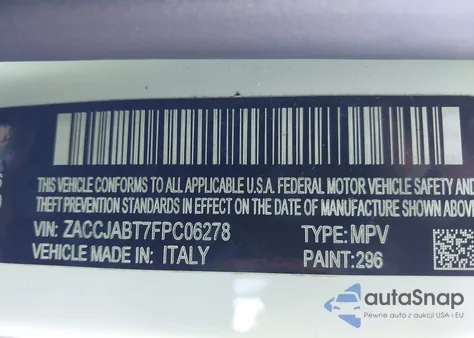 THIS VEHICLE CONFORMS TO ALL APPLICABLE U.S.A. FEDERAL MOTOR VEHICLE SAFETY AND
THEFT PREVENTION STANDARDS IN EFFECT ON THE DATE OF MANUFACTURE SHOWN ABOVE.
VIN: ZACCJABT7FPC06278 TYPE: MPV
VEHICLE MADE IN: ITALY PAINT: 296
autoSnap
Pewne auta z aukcji USA i EU